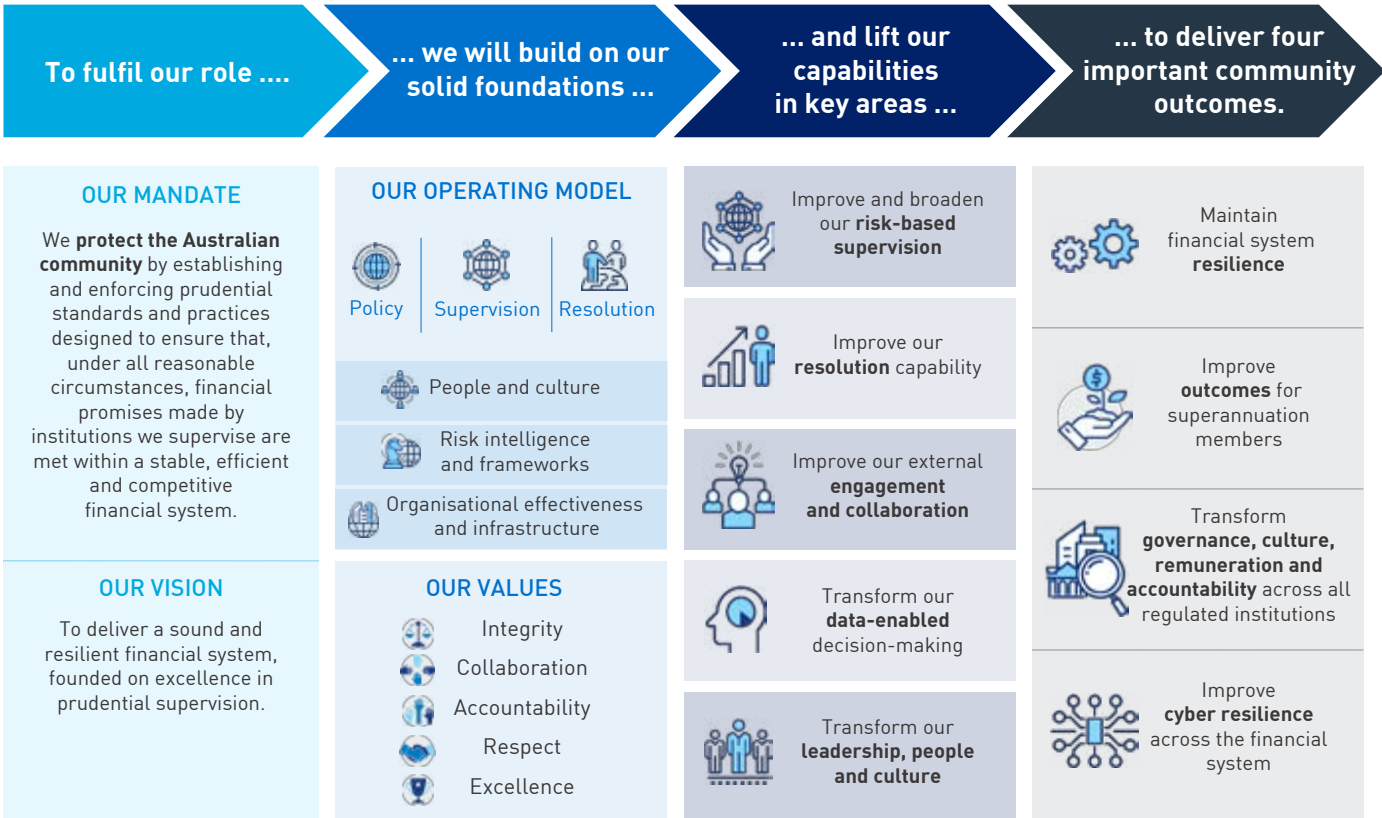 To fulfil our role ....
... we will build on our
solid foundations ...
... and lift our
capabilities
in key areas ...
... to deliver four
important community
outcomes.
OUR MANDATE
We protect the Australian
community by establishing
and enforcing prudential
standards and practices
designed to ensure that,
under all reasonable
circumstances, financial
promises made by
institutions we supervise are
met within a stable, efficient
and competitive
financial system.
OUR VISION
To deliver a sound and
resilient financial system,
founded on excellence in
prudential supervision.
OUR OPERATING MODEL
Policy
Supervision
Resolution
People and culture
Risk intelligence
and frameworks
Organisational effectiveness
and infrastructure
OUR VALUES
Integrity
Collaboration
Accountability
Respect
Excellence
Improve and broaden
our risk-based
supervision
Improve our
resolution capability
Improve our external
engagement
and collaboration
Transform our
data-enabled
decision-making
Transform our
leadership, people
and culture
Maintain
financial system
resilience
Improve
outcomes for
superannuation
members
Transform
governance, culture,
remuneration and
accountability across all
regulated institutions
Improve
cyber resilience
across the financial
system